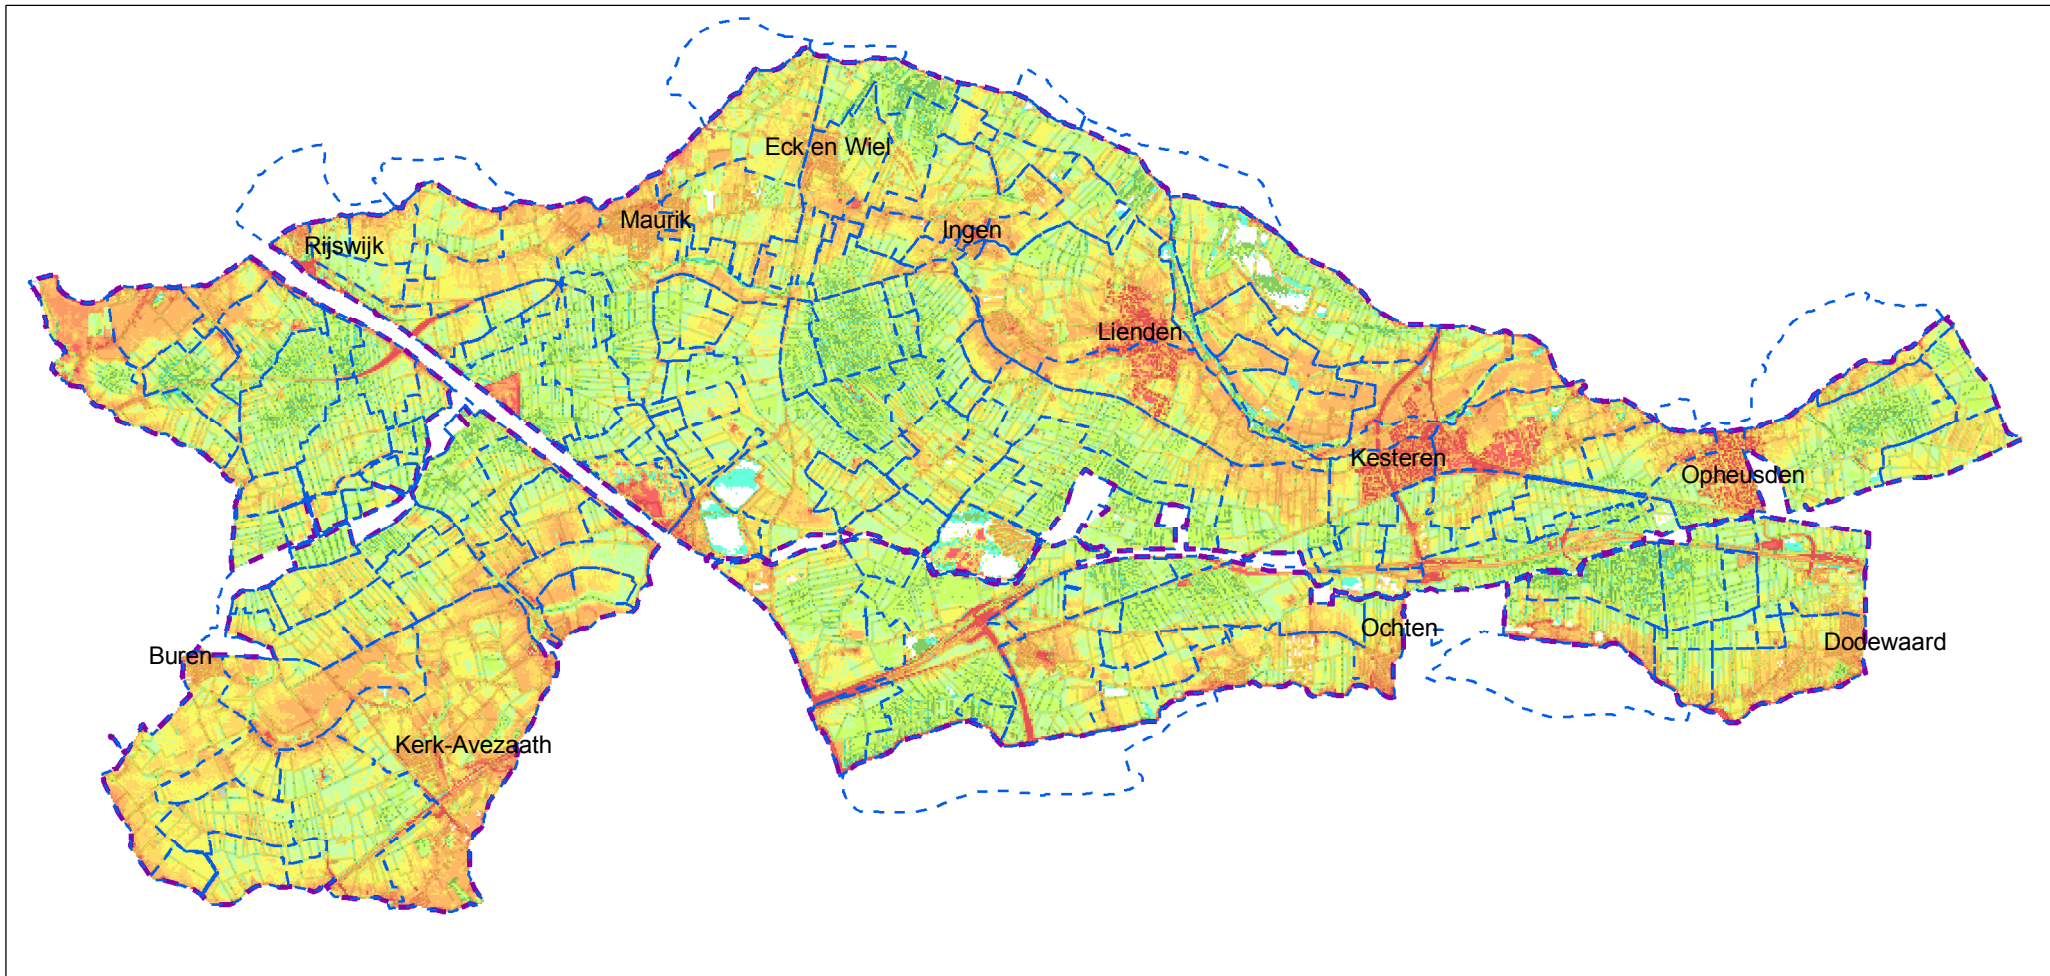 Eck en Wiel
Maurik
Ingen
Rijswijk
Lienden
Kesteren
Opheusden
Ochten
Dodewaard
Buren
Kerk-Avezaath